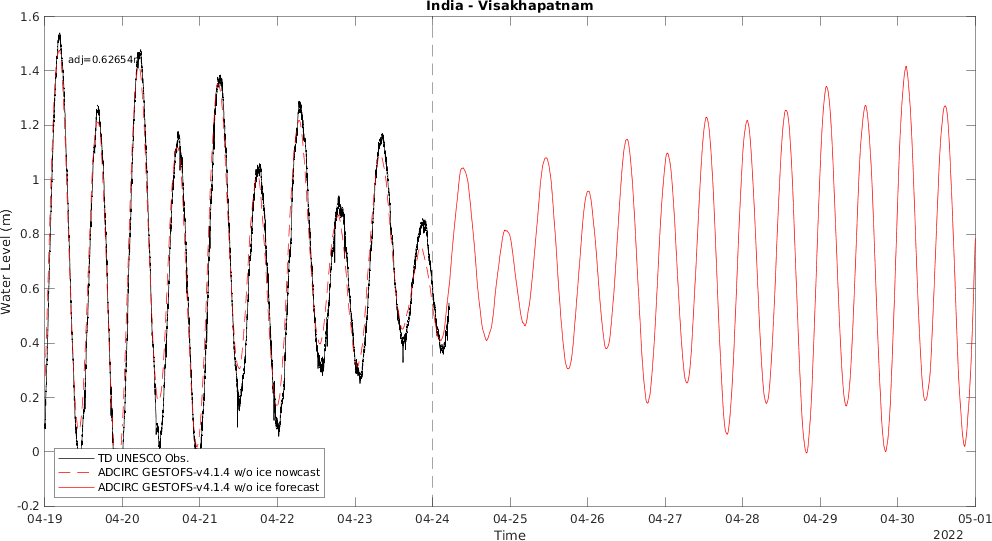 India - Visakhapatnam
1.6
1.4
1.2
1
0.8
0.6
0.4
0.2
0
-0.2
Water Level (m)
adj=0.62654m
TD UNESCO Obs.
ADCIRC GESTOFS-v4.1.4 w/o ice nowcast
ADCIRC GESTOFS-v4.1.4 w/o ice forecast
04-19 04-20 04-21 04-22 04-23 04-24 04-25 04-26 04-27 04-28 04-29 04-30 05-01
Time
2022